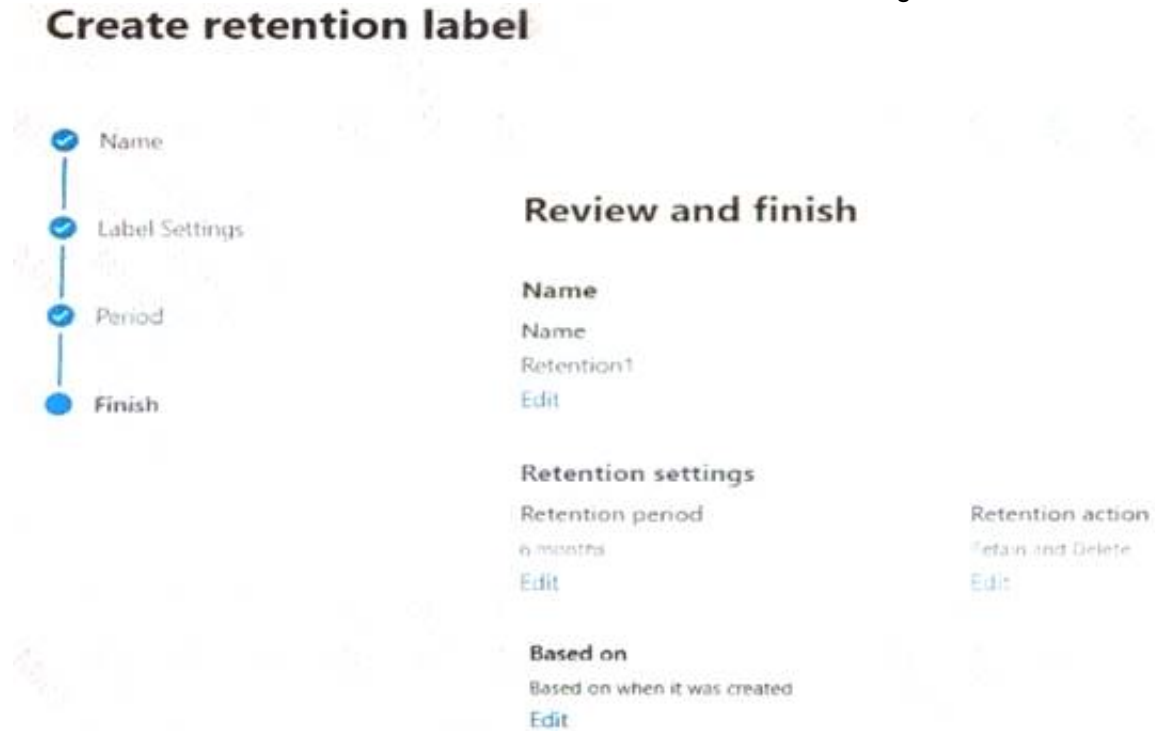 Create retention label
Name
Label Settings
Period
Finish
Review and finish
Name
Name
Retention1
Edit
Retention settings
Retention period
6 months
Edit
Retention action
Retain and Delete
Edit
Based on
Based on when it was created
Edit